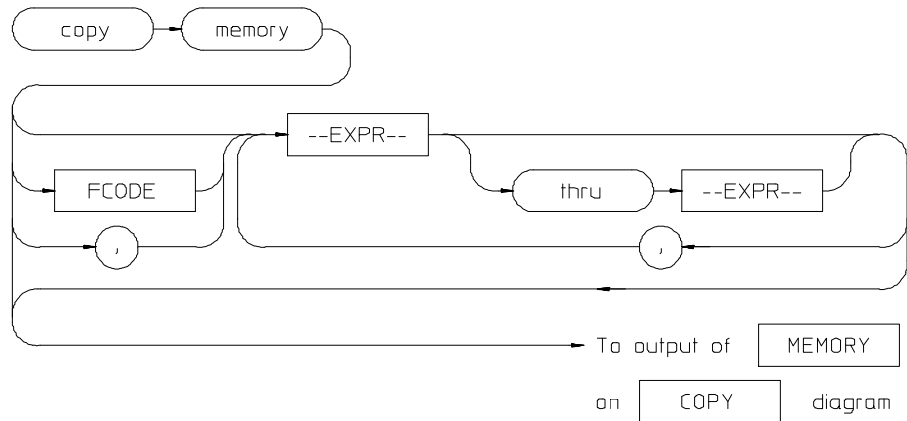 copy memory
--EXPR--
FCODE thru --EXPR--
, ,
To output of MEMORY
on COPY diagram